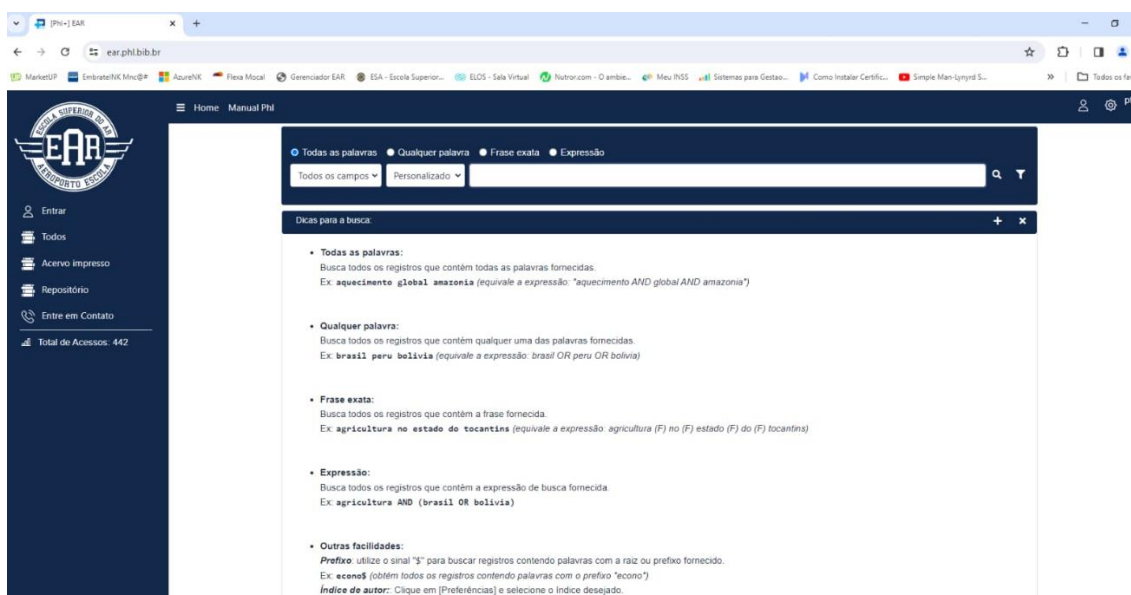 [Phl+] EAR
ear.phl.bib.br
MarketUP EmbratelNK Mnc@# AzureNK Flexa Mocal Gerenciador EAR ESA - Escola Superior... ELOS - Sala Virtual Nutror.com - O ambie... Meu INSS Sistemas para Gestao... Como Instalar Certific... Simple Man-Lynyrd S... » Todos os fa
ESCOLA SUPERIOR DO AR
EAR
AEROPORTO ESCOLA
Home Manual Phl
Todas as palavras Qualquer palavra Frase exata Expressão
Todos os campos Personalizado
Entrar
Todos
Acervo impresso
Repositório
Entre em Contato
Total de Acessos: 442
Dicas para a busca:
• Todas as palavras:
Busca todos os registros que contêm todas as palavras fornecidas.
Ex: aquecimento global amazonia (equivale a expressão: "aquecimento AND global AND amazonia")
• Qualquer palavra:
Busca todos os registros que contêm qualquer uma das palavras fornecidas.
Ex: brasil peru bolivia (equivale a expressão: brasil OR peru OR bolivia)
• Frase exata:
Busca todos os registros que contêm a frase fornecida.
Ex: agricultura no estado do tocantins (equivale a expressão: agricultura (F) no (F) estado (F) do (F) tocantins)
• Expressão:
Busca todos os registros que contêm a expressão de busca fornecida.
Ex: agricultura AND (brasil OR bolivia)
• Outras facilidades:
Prefixo: utilize o sinal "$" para buscar registros contendo palavras com a raiz ou prefixo fornecido.
Ex: econo$ (obtém todos os registros contendo palavras com o prefixo "econo")
Índice de autor:: Clique em [Preferências] e selecione o Indice desejado.